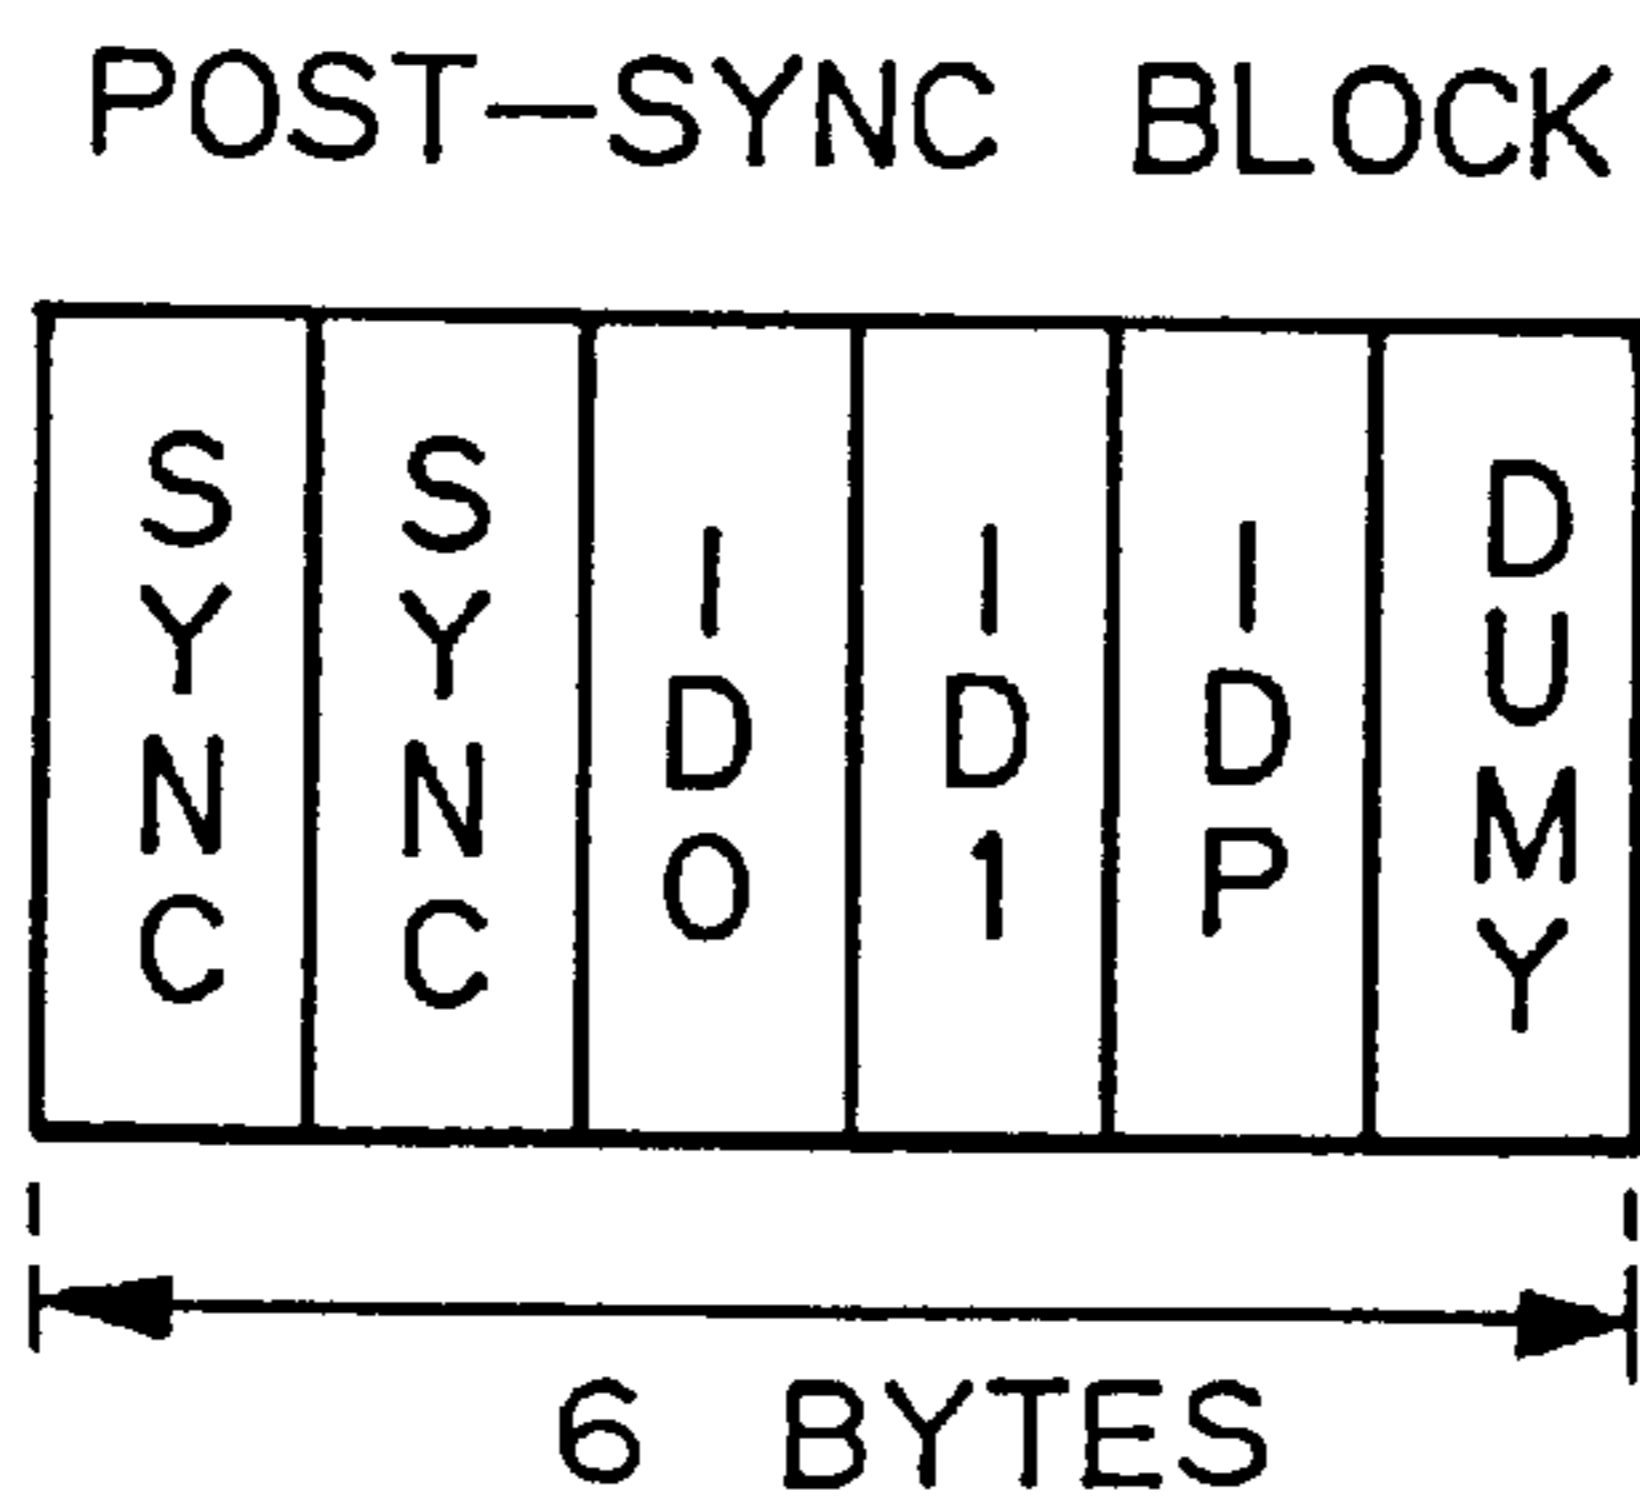 POST-SYNC BLOCK
SYNC
SYNC
ID0
ID1
IDP
DUMY
6 BYTES